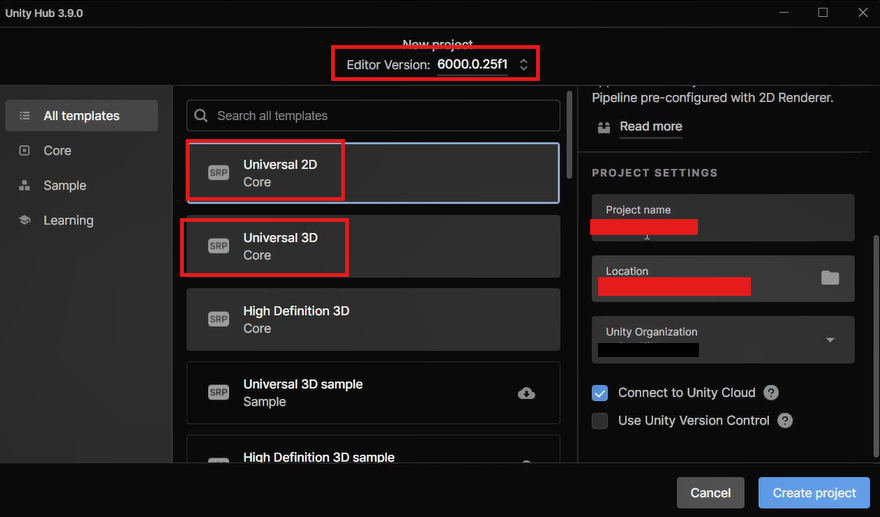 Unity Hub 3.9.0
New project
Editor Version: 6000.0.25f1
All templates
Core
Sample
Learning
Search all templates
SRP
Universal 2D
Core
SRP
Universal 3D
Core
SRP
High Definition 3D
Core
SRP
Universal 3D sample
Sample
High Definition 3D sample
Pipeline pre-configured with 2D Renderer.
Read more
PROJECT SETTINGS
Project name
Location
Unity Organization
Connect to Unity Cloud ?
Use Unity Version Control ?
Cancel
Create project